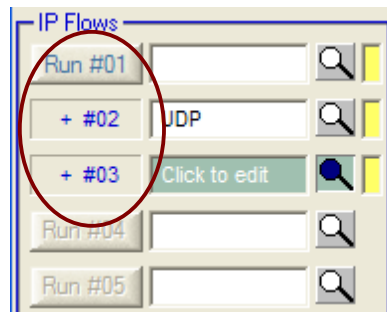 IP Flows
Run #01
+ #02 UDP
+ #03 Click to edit
Run #04
Run #05